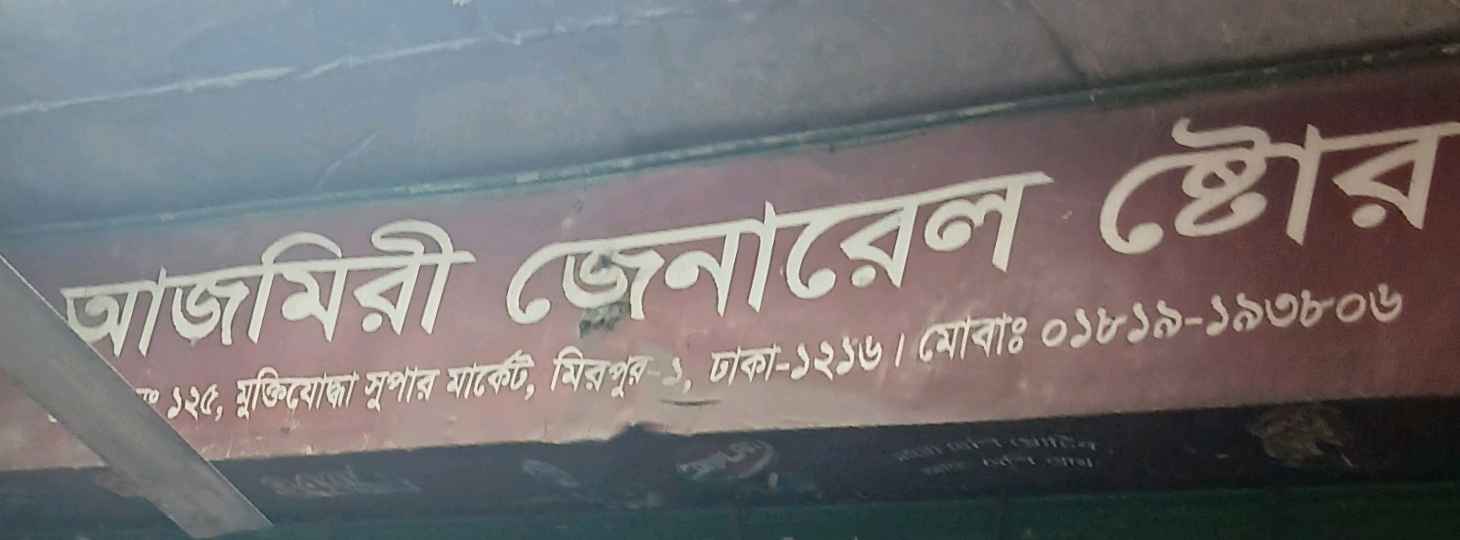 আজমিরী জেনারেল ষ্টোর
১২৫, মুক্তিযোদ্ধা সুপার মার্কেট, মিরপুর-১, ঢাকা-১২১৬। মোবাঃ ০১৮১৯-১৯৩৮০৬